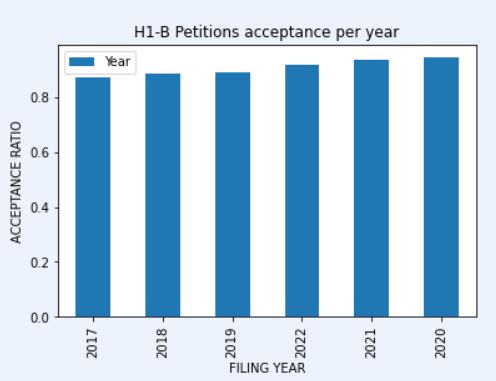 H1-B Petitions acceptance per year
Year
ACCEPTANCE RATIO
0.8
0.6
0.4
0.2
0.0
2017 2018 2019 2022 2021 2020
FILING YEAR